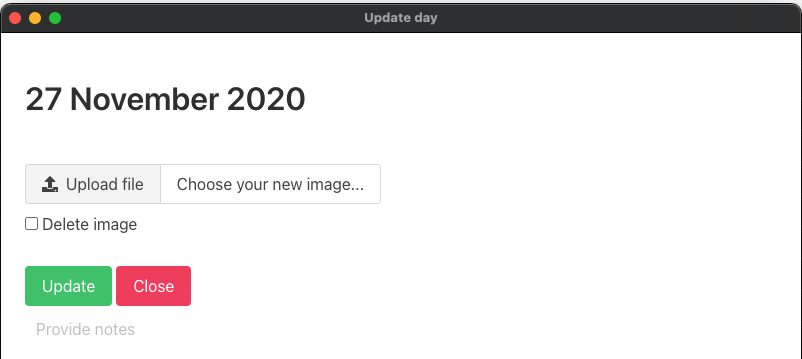 Update day
27 November 2020
Upload file Choose your new image...
Delete image
Update Close
Provide notes